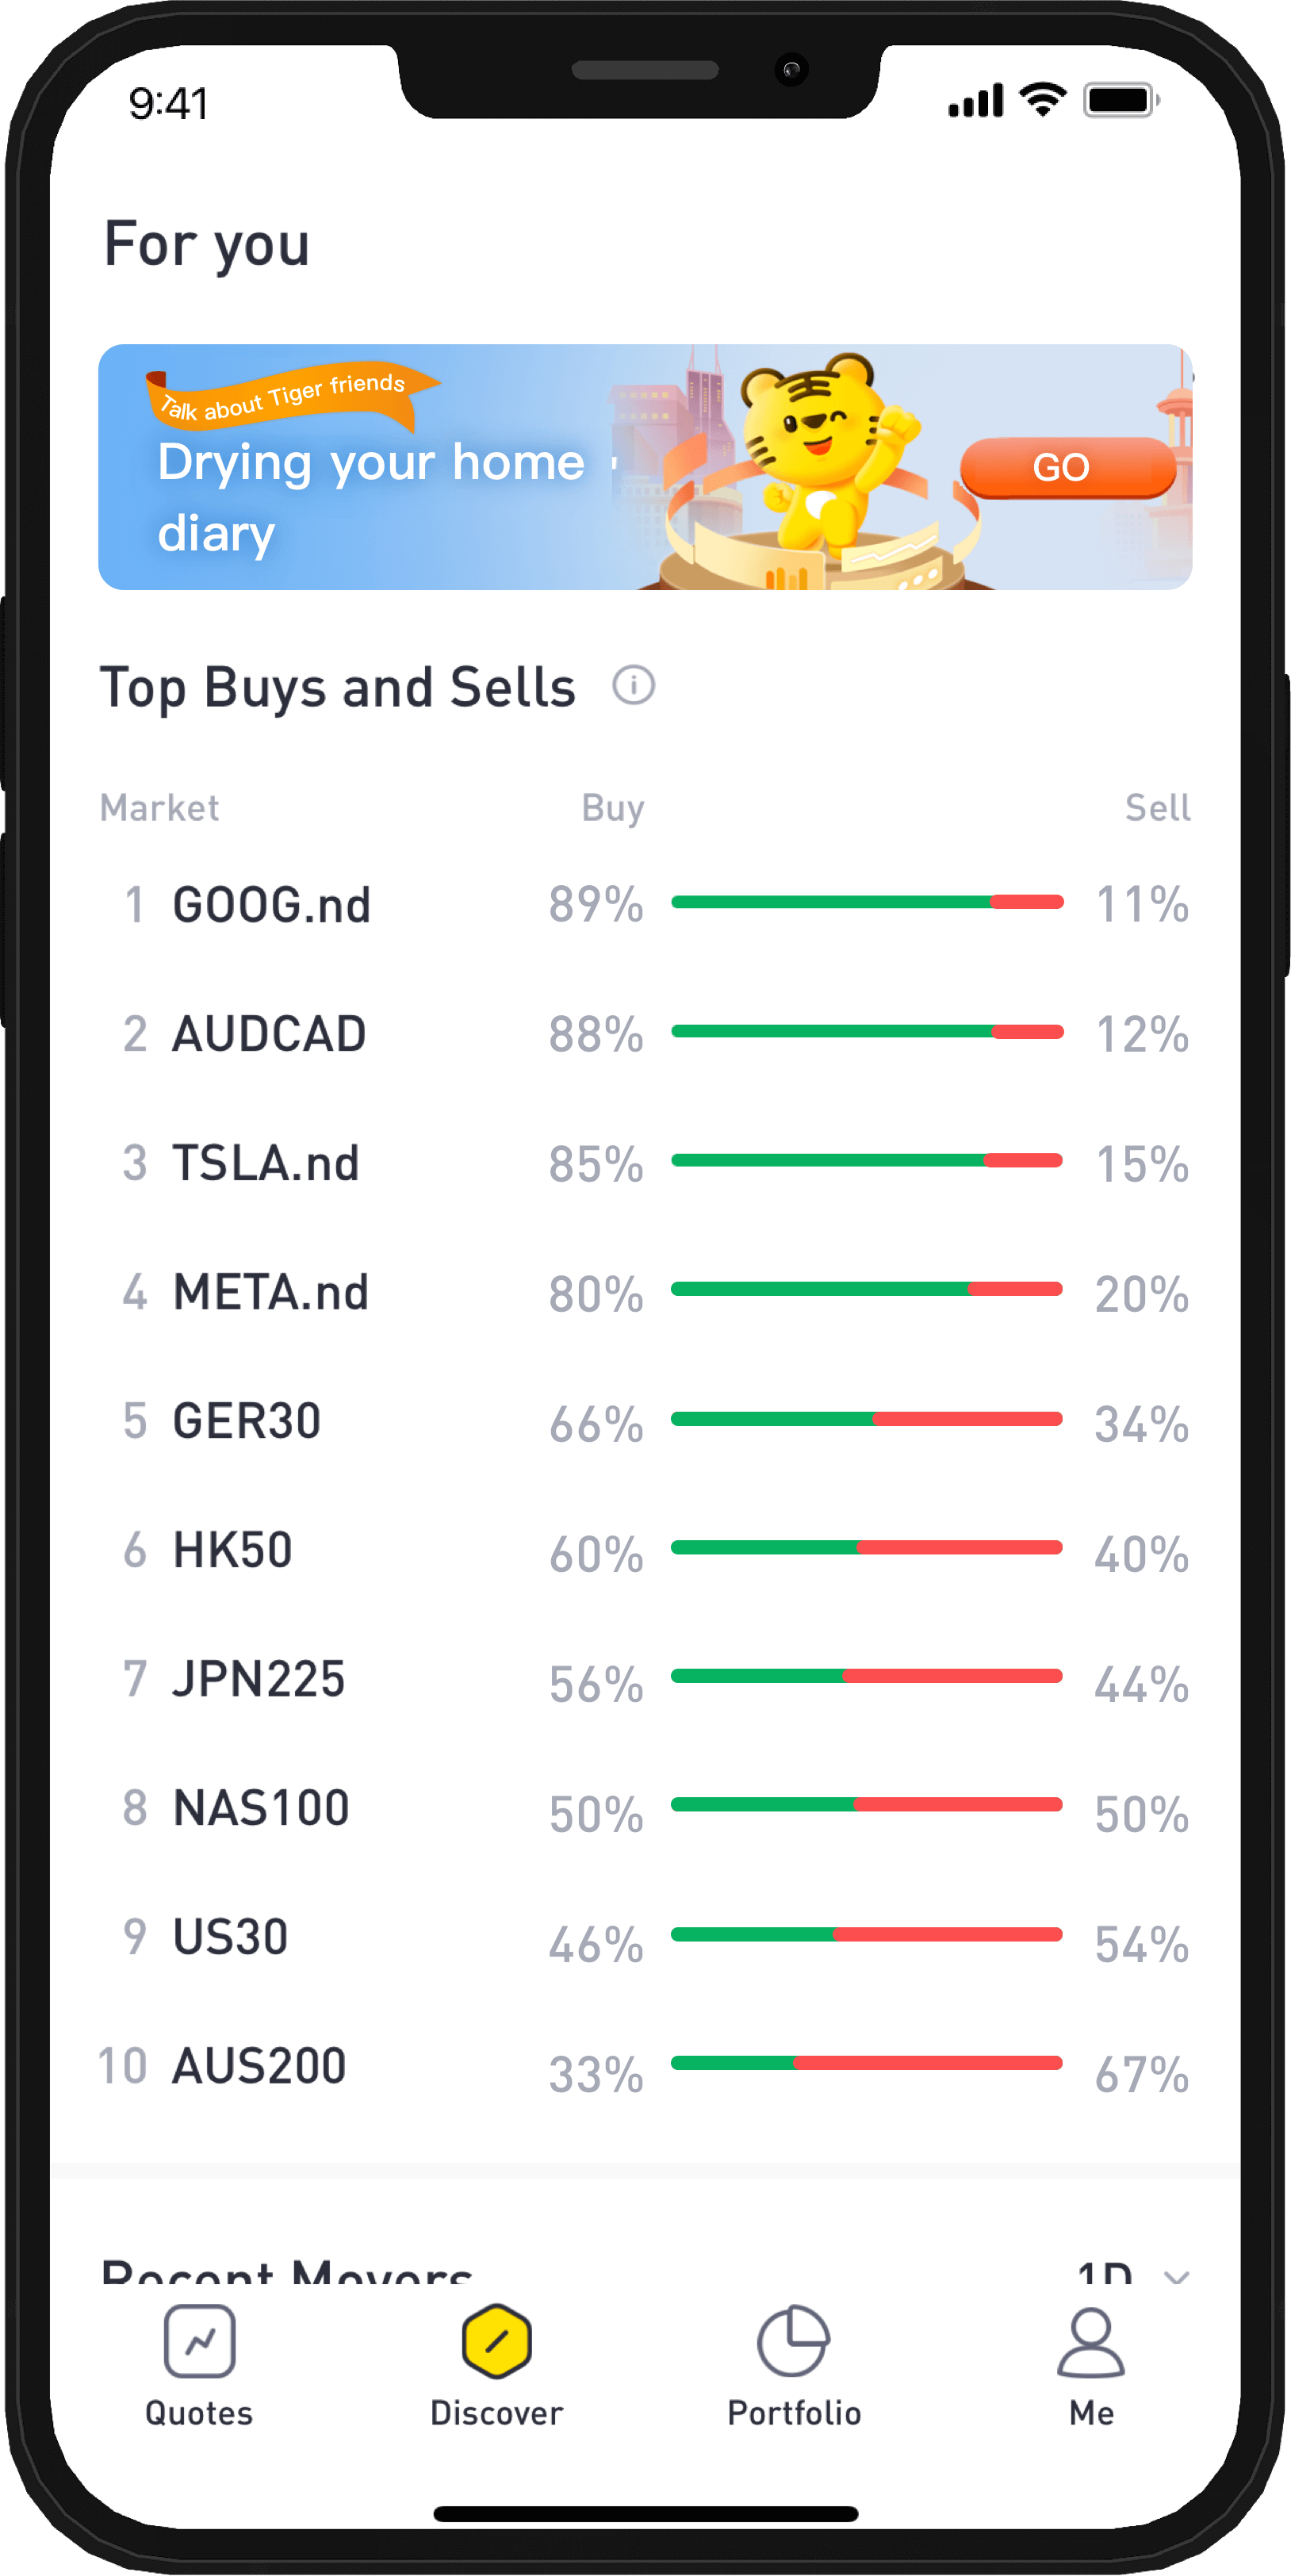 9:41
For you
Talk about Tiger friends
Drying your home
diary
GO
Top Buys and Sells
Market Buy Sell
1 GOOG.nd 89% 11%
2 AUDCAD 88% 12%
3 TSLA.nd 85% 15%
4 META.nd 80% 20%
5 GER30 66% 34%
6 HK50 60% 40%
7 JPN225 56% 44%
8 NAS100 50% 50%
9 US30 46% 54%
10 AUS200 33% 67%
Recent Movers 1D
Quotes Discover Portfolio Me